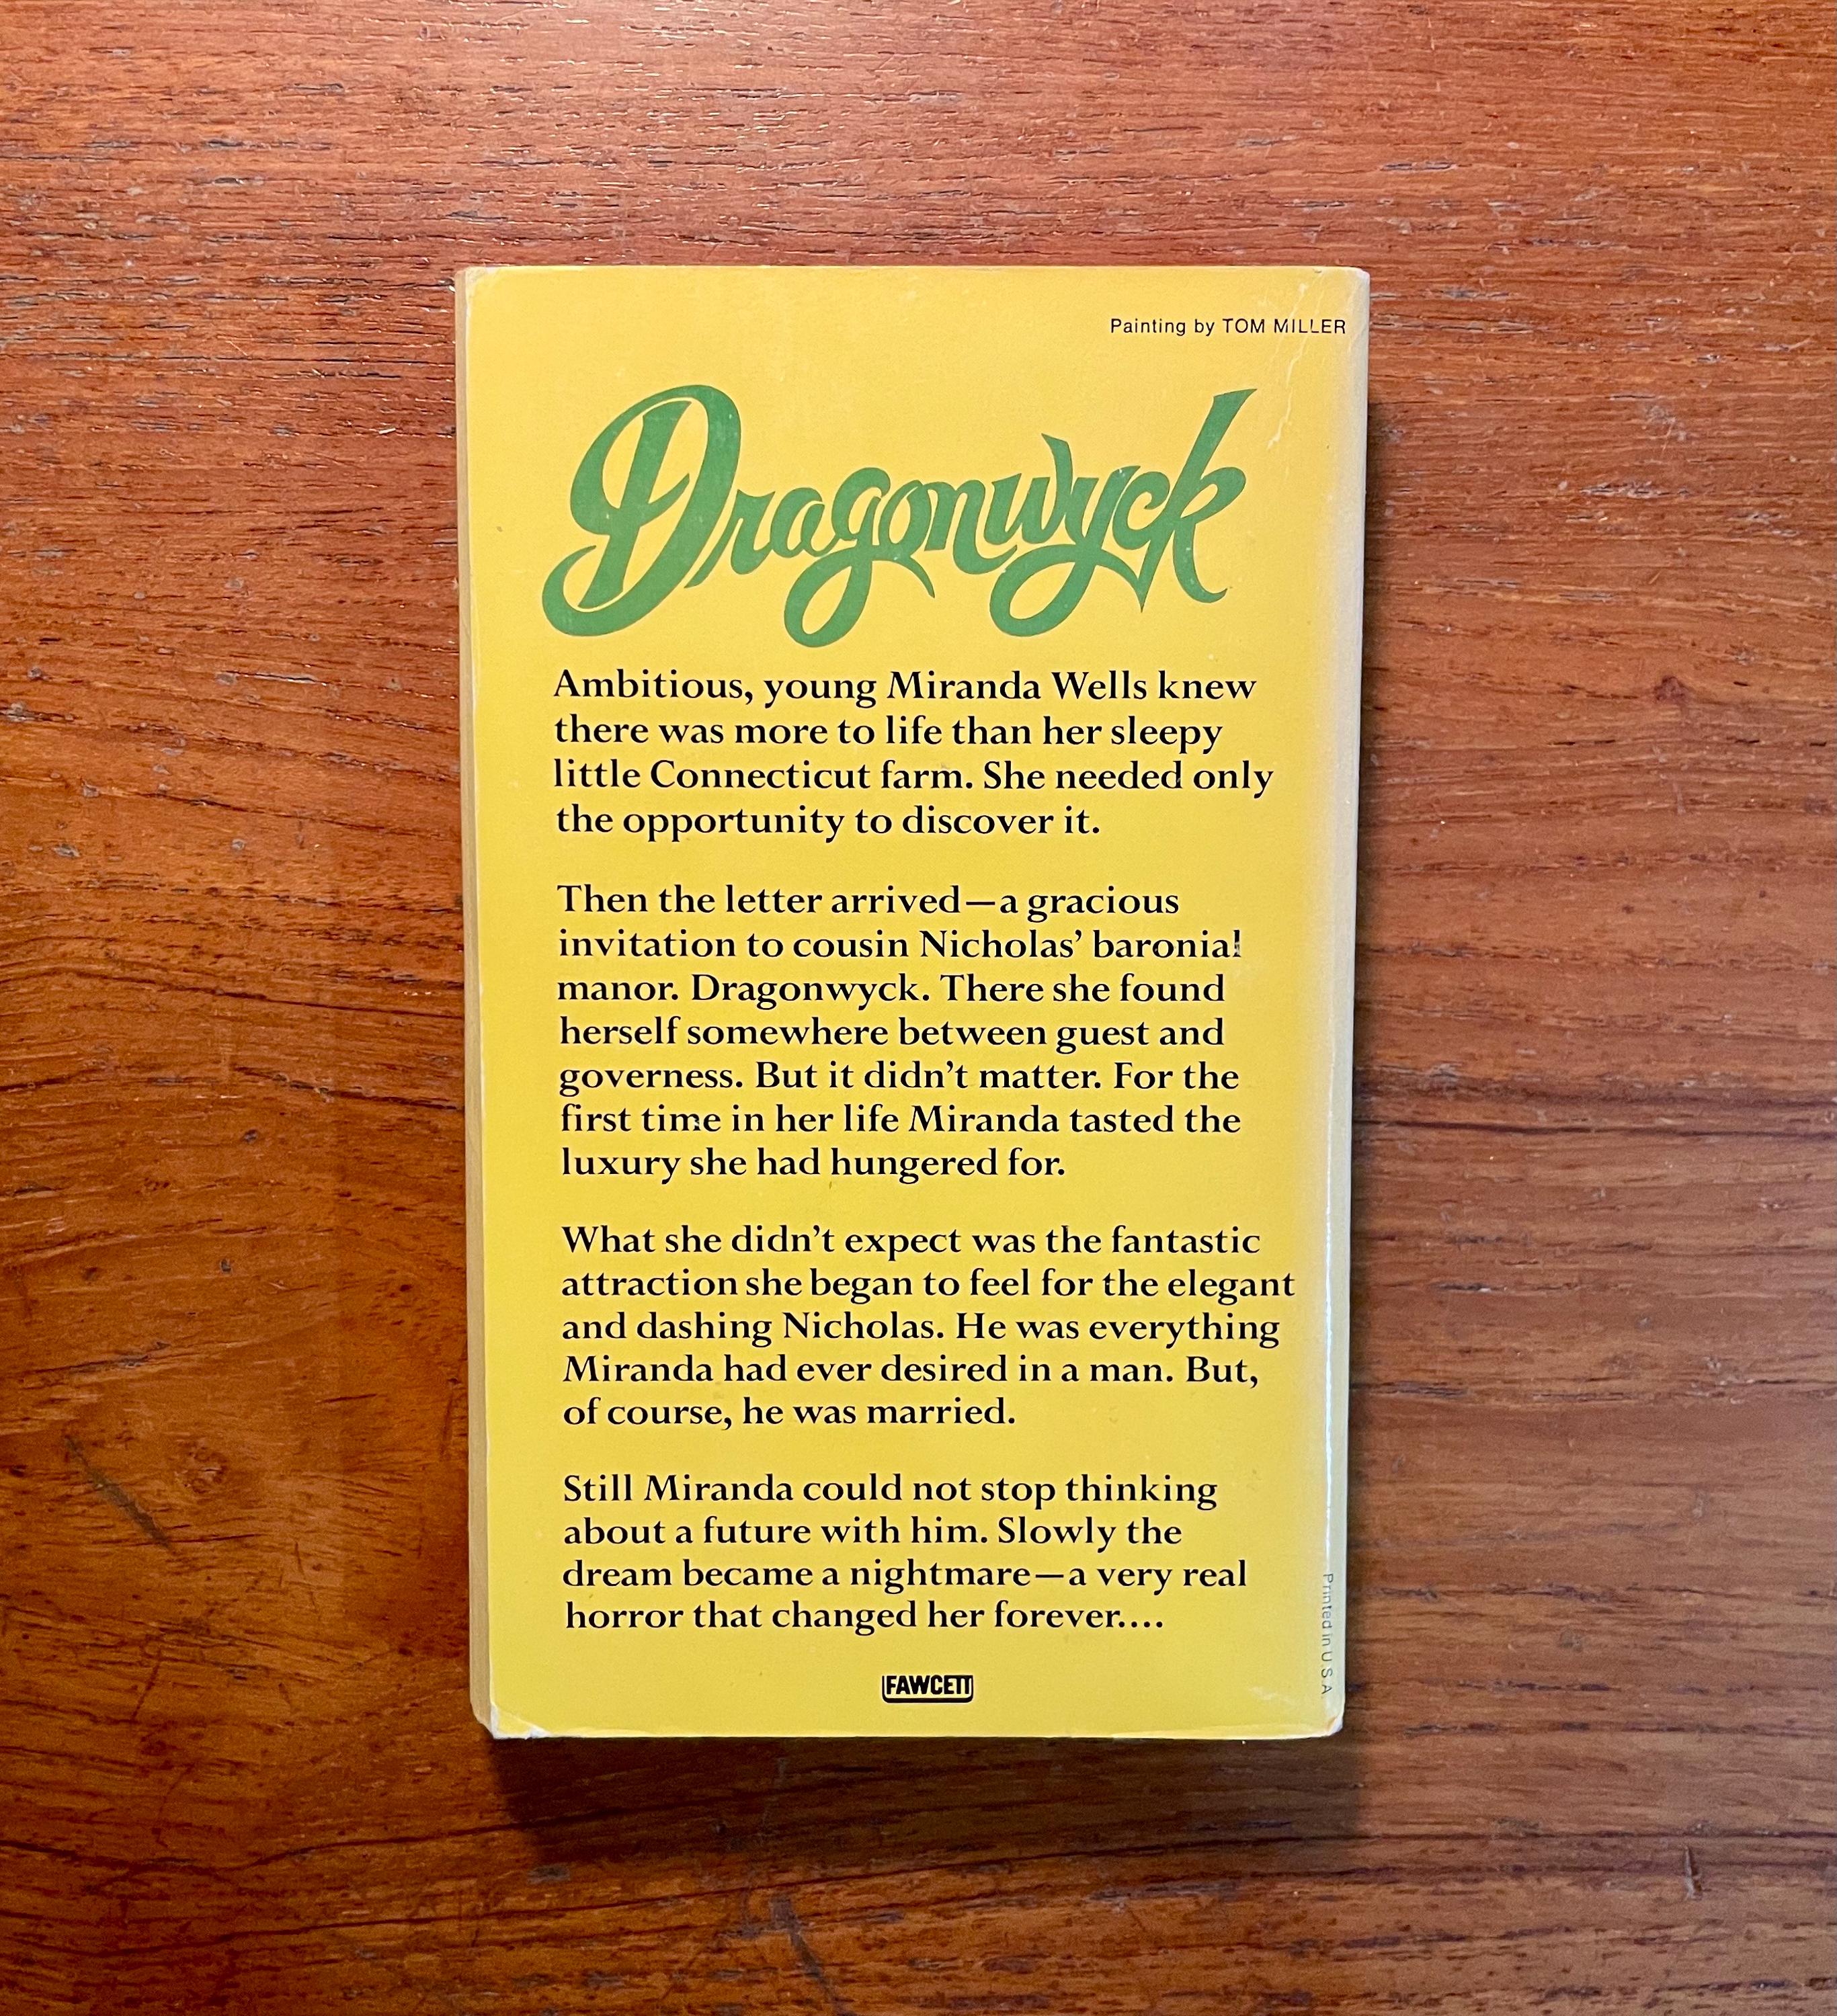 Painting by TOM MILLER
Dragonwyck
Ambitious, young Miranda Wells knew
there was more to life than her sleepy
little Connecticut farm. She needed only
the opportunity to discover it.
Then the letter arrived—a gracious
invitation to cousin Nicholas’ baronial
manor. Dragonwyck. There she found
herself somewhere between guest and
governess. But it didn’t matter. For the
first time in her life Miranda tasted the
luxury she had hungered for.
What she didn’t expect was the fantastic
attraction she began to feel for the elegant
and dashing Nicholas. He was everything
Miranda had ever desired in a man. But,
of course, he was married.
Still Miranda could not stop thinking
about a future with him. Slowly the
dream became a nightmare—a very real
horror that changed her forever....
FAWCETT
Printed in U.S.A